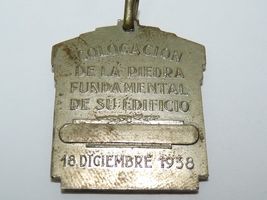 COLOCACION
DE LA PIEDRA
FUNDAMENTAL
DE SU EDIFICIO
18 DICIEMBRE 1938